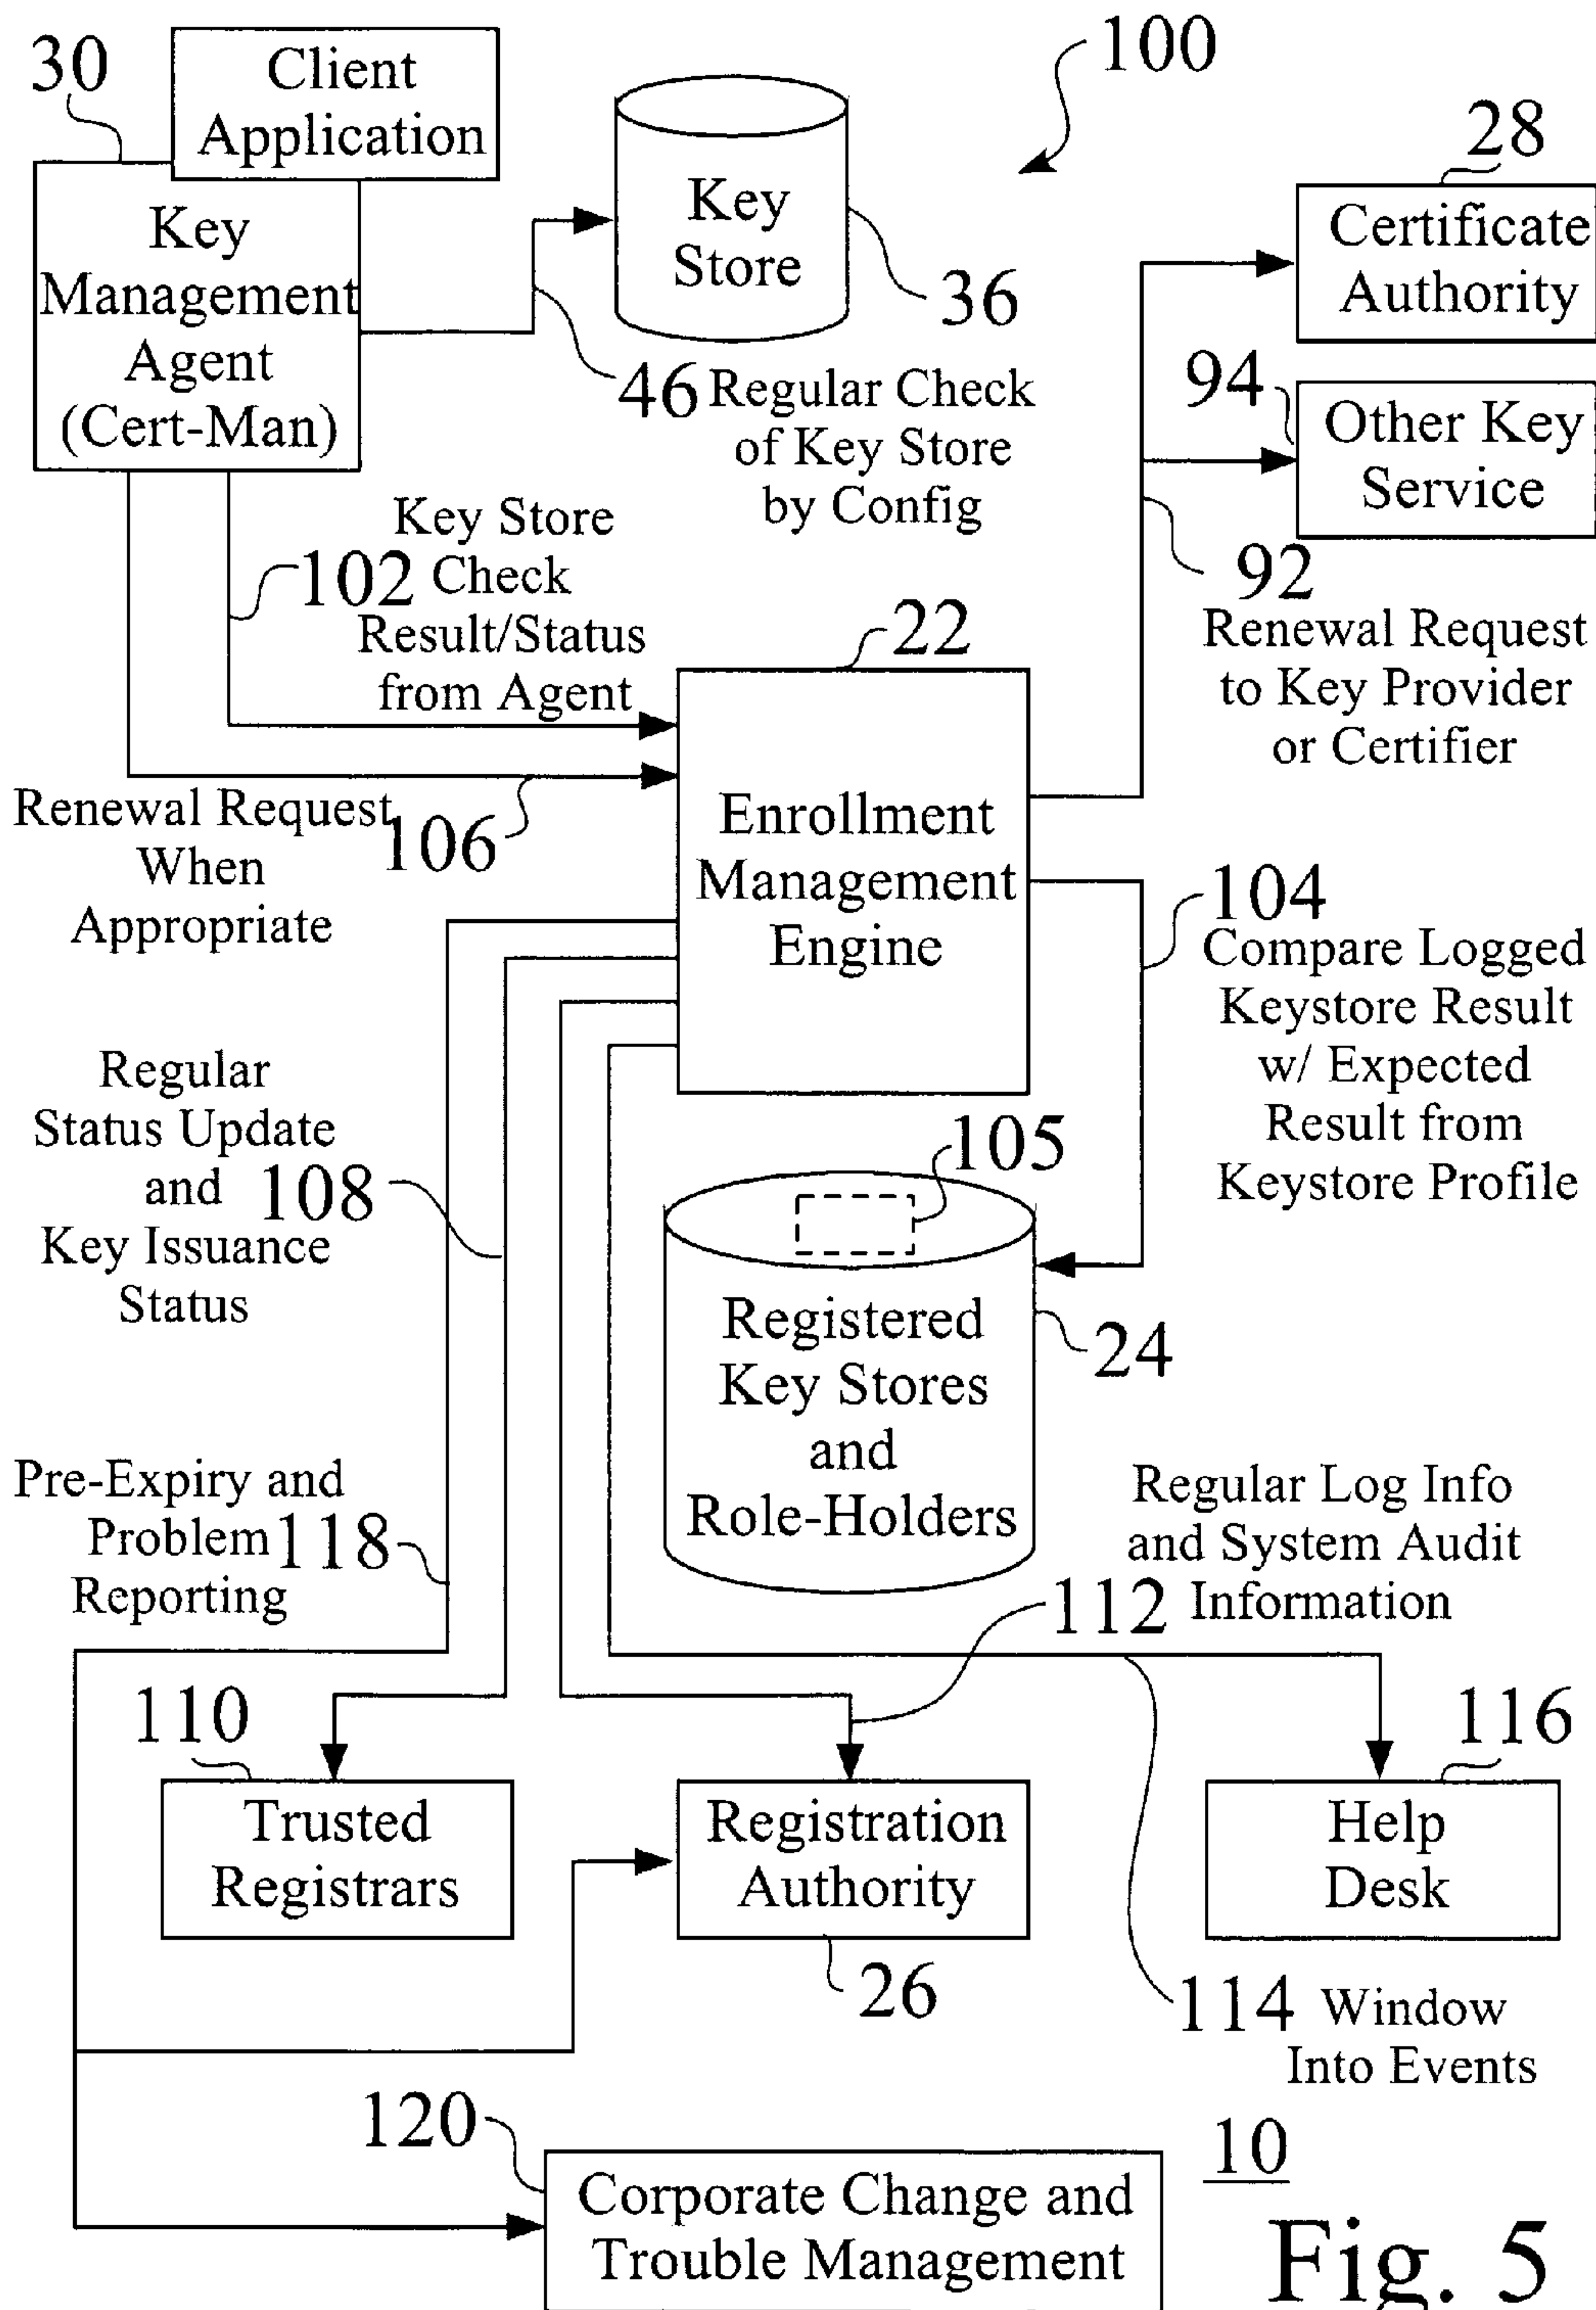 100
30
Client
Application
28
Key
Store
Certificate
Authority
Key
Management
Agent
(Cert-Man)
36
94
46 Regular Check
of Key Store
by Config
Other Key
Service
Key Store
102 Check
Result/Status
from Agent
92
Renewal Request
to Key Provider
or Certifier
22
Renewal Request
When
Appropriate
106
Enrollment
Management
Engine
104
Compare Logged
Keystore Result
w/ Expected
Result from
Keystore Profile
Regular
Status Update
and 108
Key Issuance
Status
105
Registered
Key Stores
and
Role-Holders
24
Pre-Expiry and
Problem 118
Reporting
Regular Log Info
and System Audit
112 Information
110
116
Trusted
Registrars
Registration
Authority
Help
Desk
26
114 Window
Into Events
120
10
Corporate Change and
Trouble Management
Fig. 5